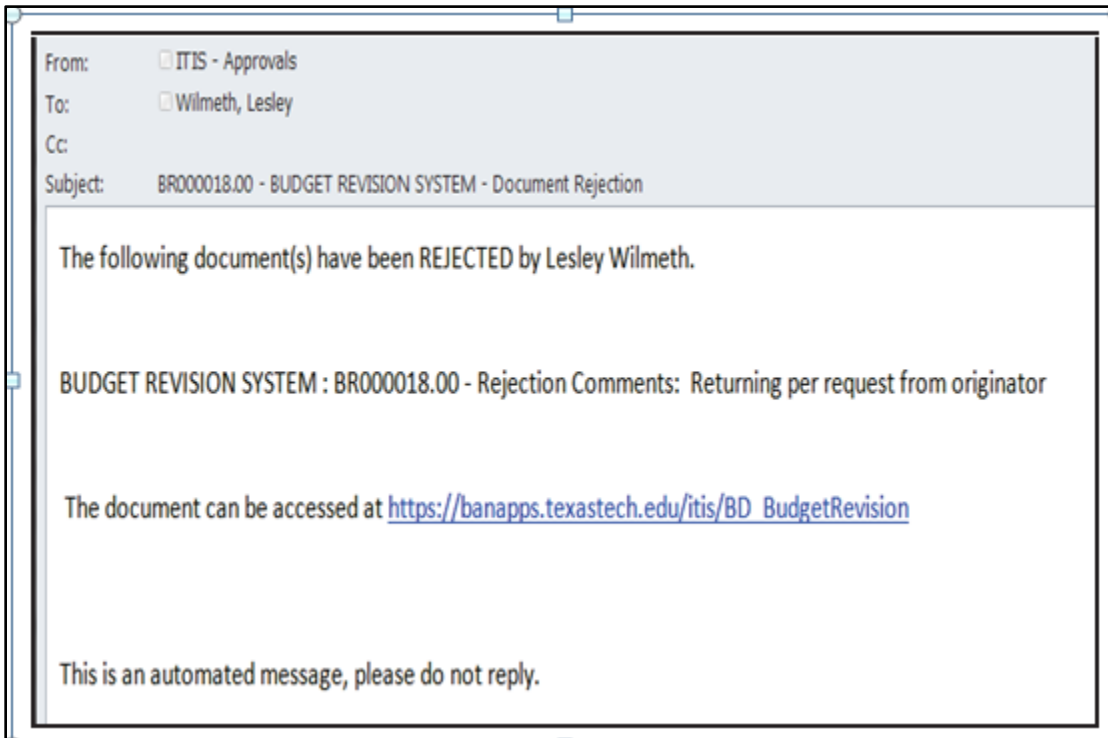 From: ITIS - Approvals
To: Wilmeth, Lesley
Cc:
Subject: BR000018.00 - BUDGET REVISION SYSTEM - Document Rejection
The following document(s) have been REJECTED by Lesley Wilmeth.
BUDGET REVISION SYSTEM : BR000018.00 - Rejection Comments: Returning per request from originator
The document can be accessed at https://banapps.texastech.edu/itis/BD_BudgetRevision
This is an automated message, please do not reply.